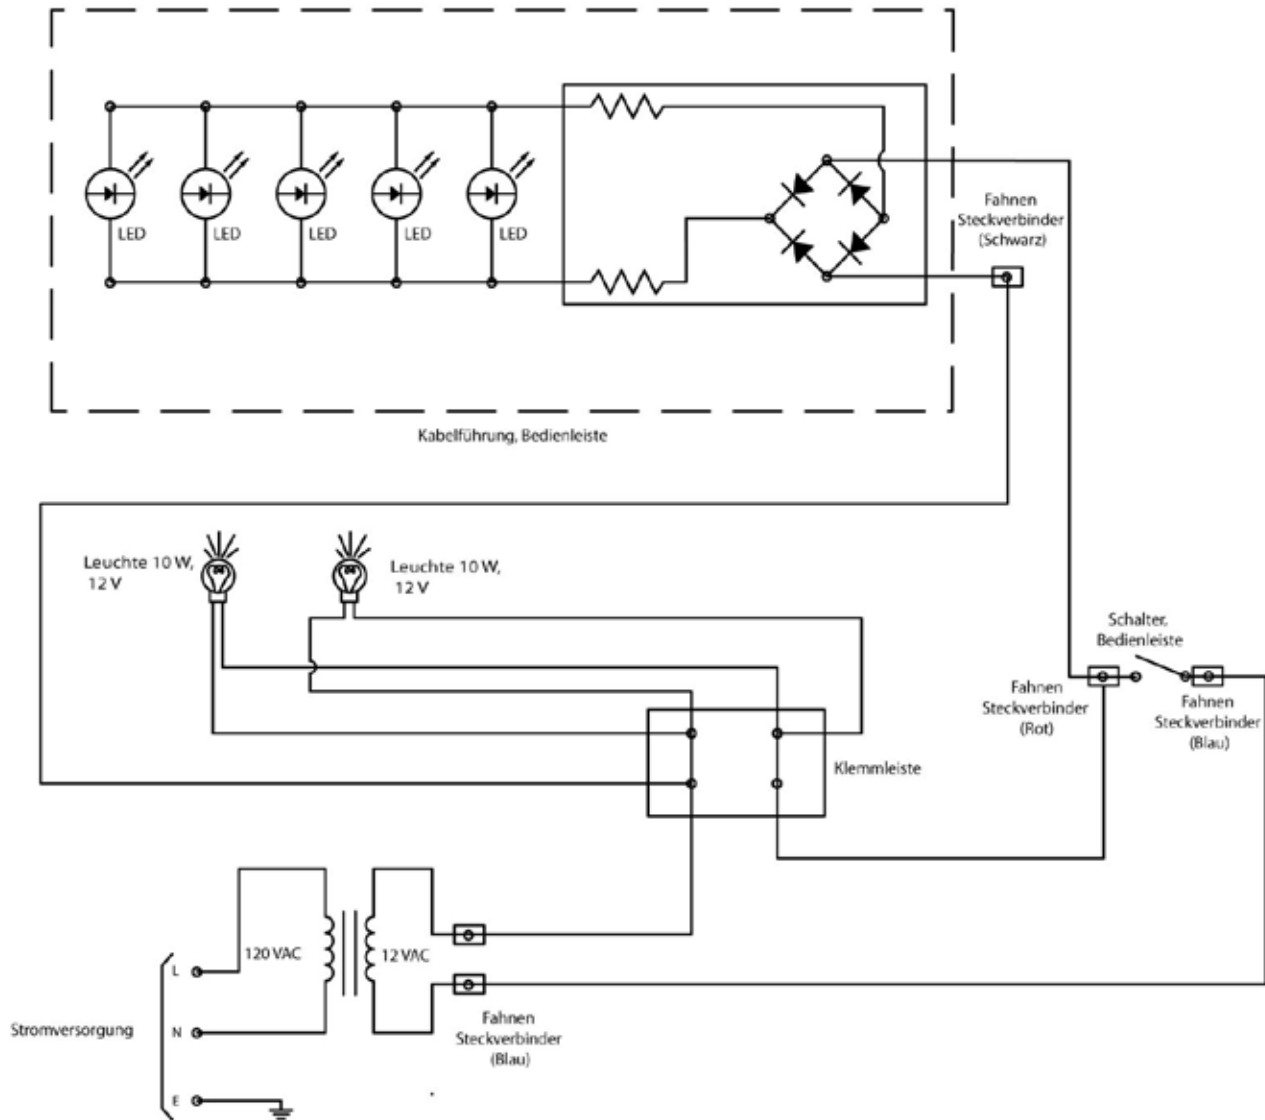 LED
LED
LED
LED
LED
Fahnen
Steckverbinder
(Schwarz)
Kabelführung, Bedienleiste
Leuchte 10 W,
12 V
Leuchte 10 W,
12 V
Schalter,
Bedienleiste
Fahnen
Steckverbinder
(Rot)
Fahnen
Steckverbinder
(Blau)
Klemmleiste
120 VAC
12 VAC
L
Stromversorgung
N
E
Fahnen
Steckverbinder
(Blau)